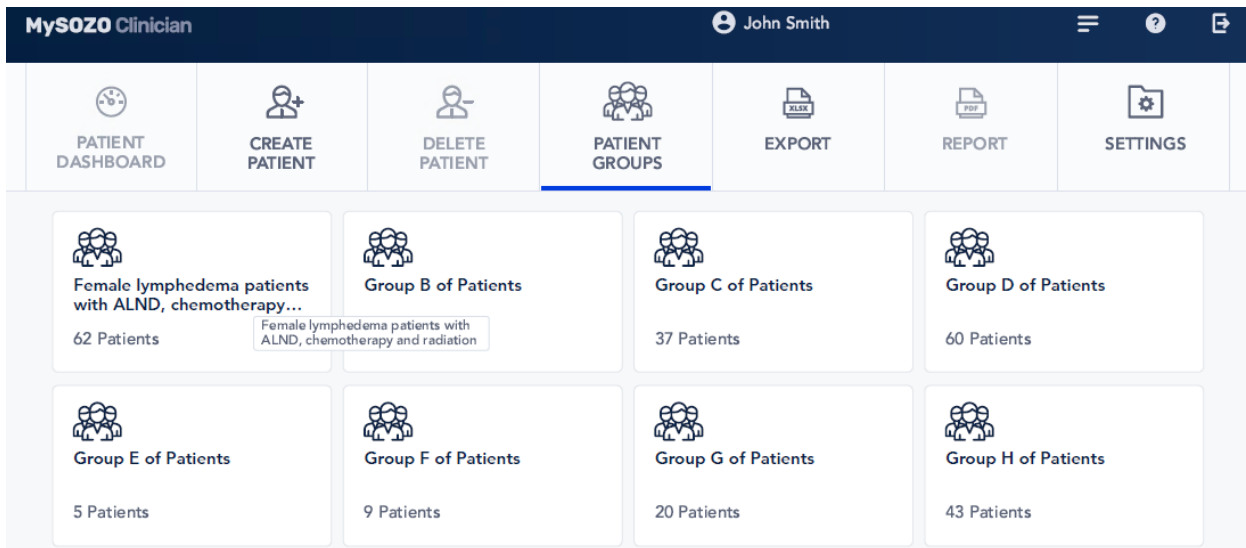 MySOZO Clinician
John Smith
PATIENT
DASHBOARD
CREATE
PATIENT
DELETE
PATIENT
PATIENT
GROUPS
XLSX
EXPORT
PDF
REPORT
SETTINGS
Female lymphedema patients
with ALND, chemotherapy...
62 Patients
Female lymphedema patients with
ALND, chemotherapy and radiation
Group B of Patients
Group C of Patients
37 Patients
Group D of Patients
60 Patients
Group E of Patients
5 Patients
Group F of Patients
9 Patients
Group G of Patients
20 Patients
Group H of Patients
43 Patients